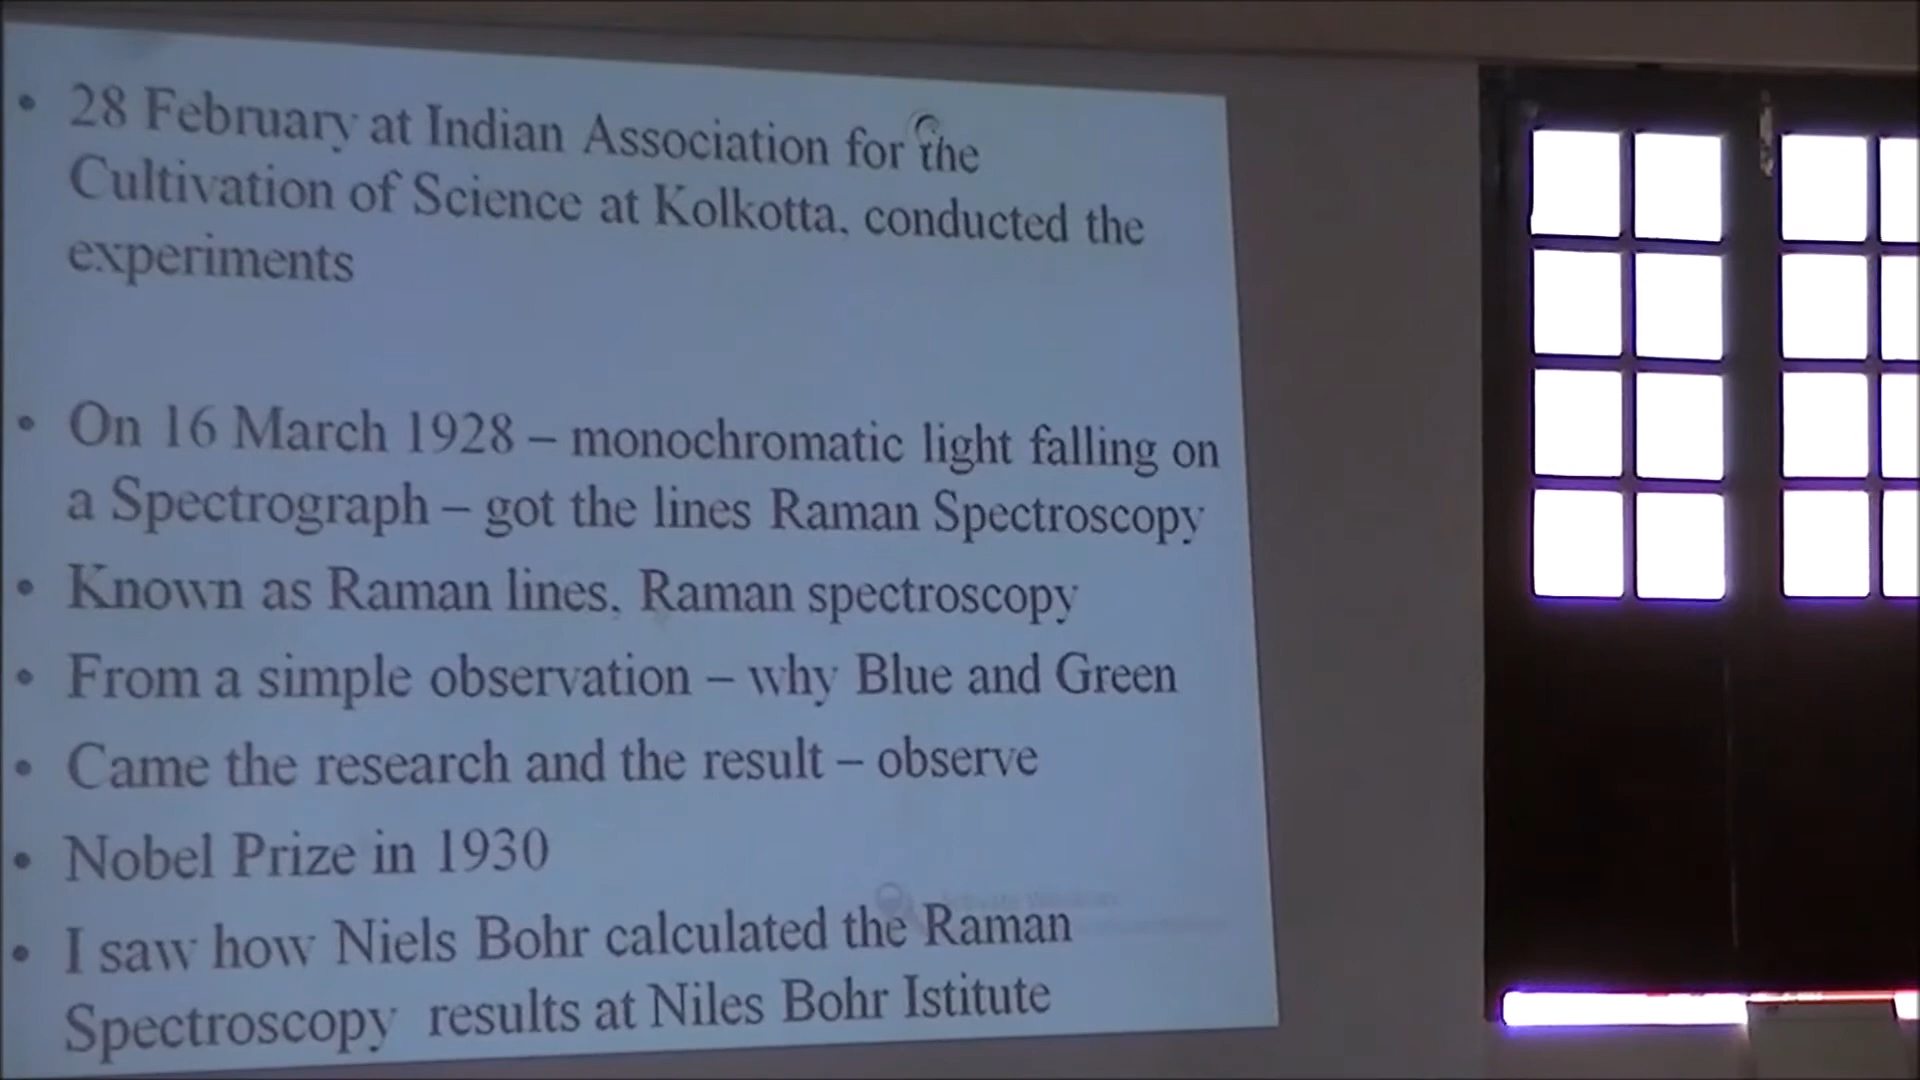 • 28 February at Indian Association for the
Cultivation of Science at Kolkotta, conducted the
experiments
• On 16 March 1928 – monochromatic light falling on
a Spectrograph – got the lines Raman Spectroscopy
• Known as Raman lines, Raman spectroscopy
• From a simple observation – why Blue and Green
• Came the research and the result – observe
• Nobel Prize in 1930
• I saw how Niels Bohr calculated the Raman
Spectroscopy results at Niles Bohr Istitute